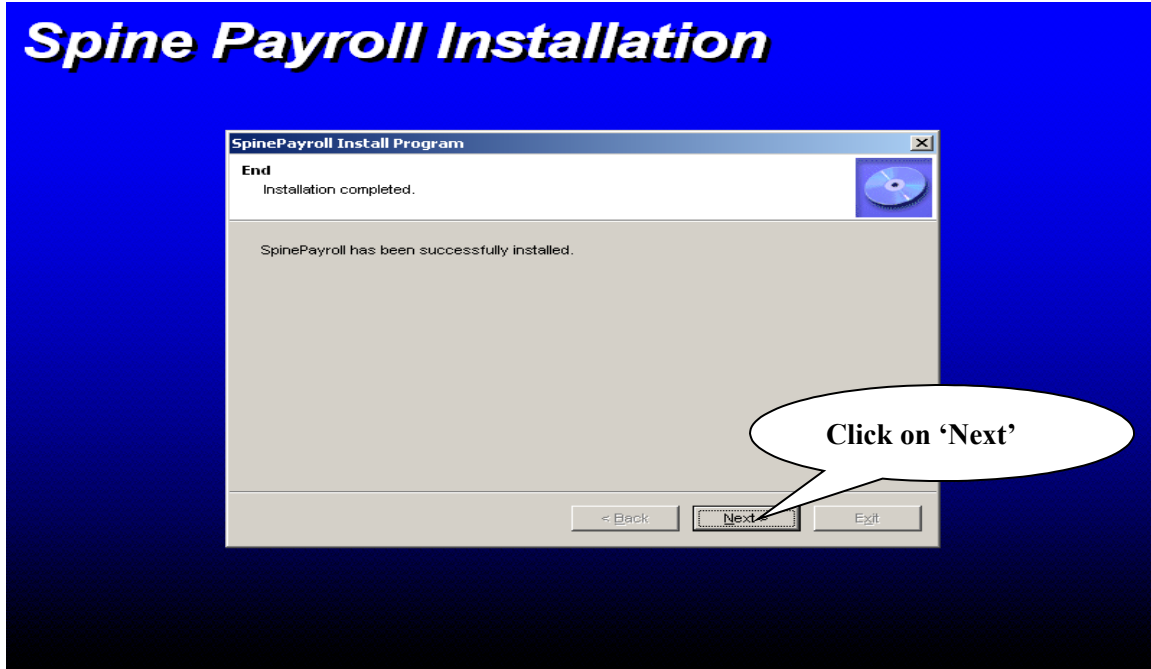 Spine Payroll Installation
SpinePayroll Install Program
End
Installation completed.
SpinePayroll has been successfully installed.
Click on ‘Next’
< Back
Next >
Exit